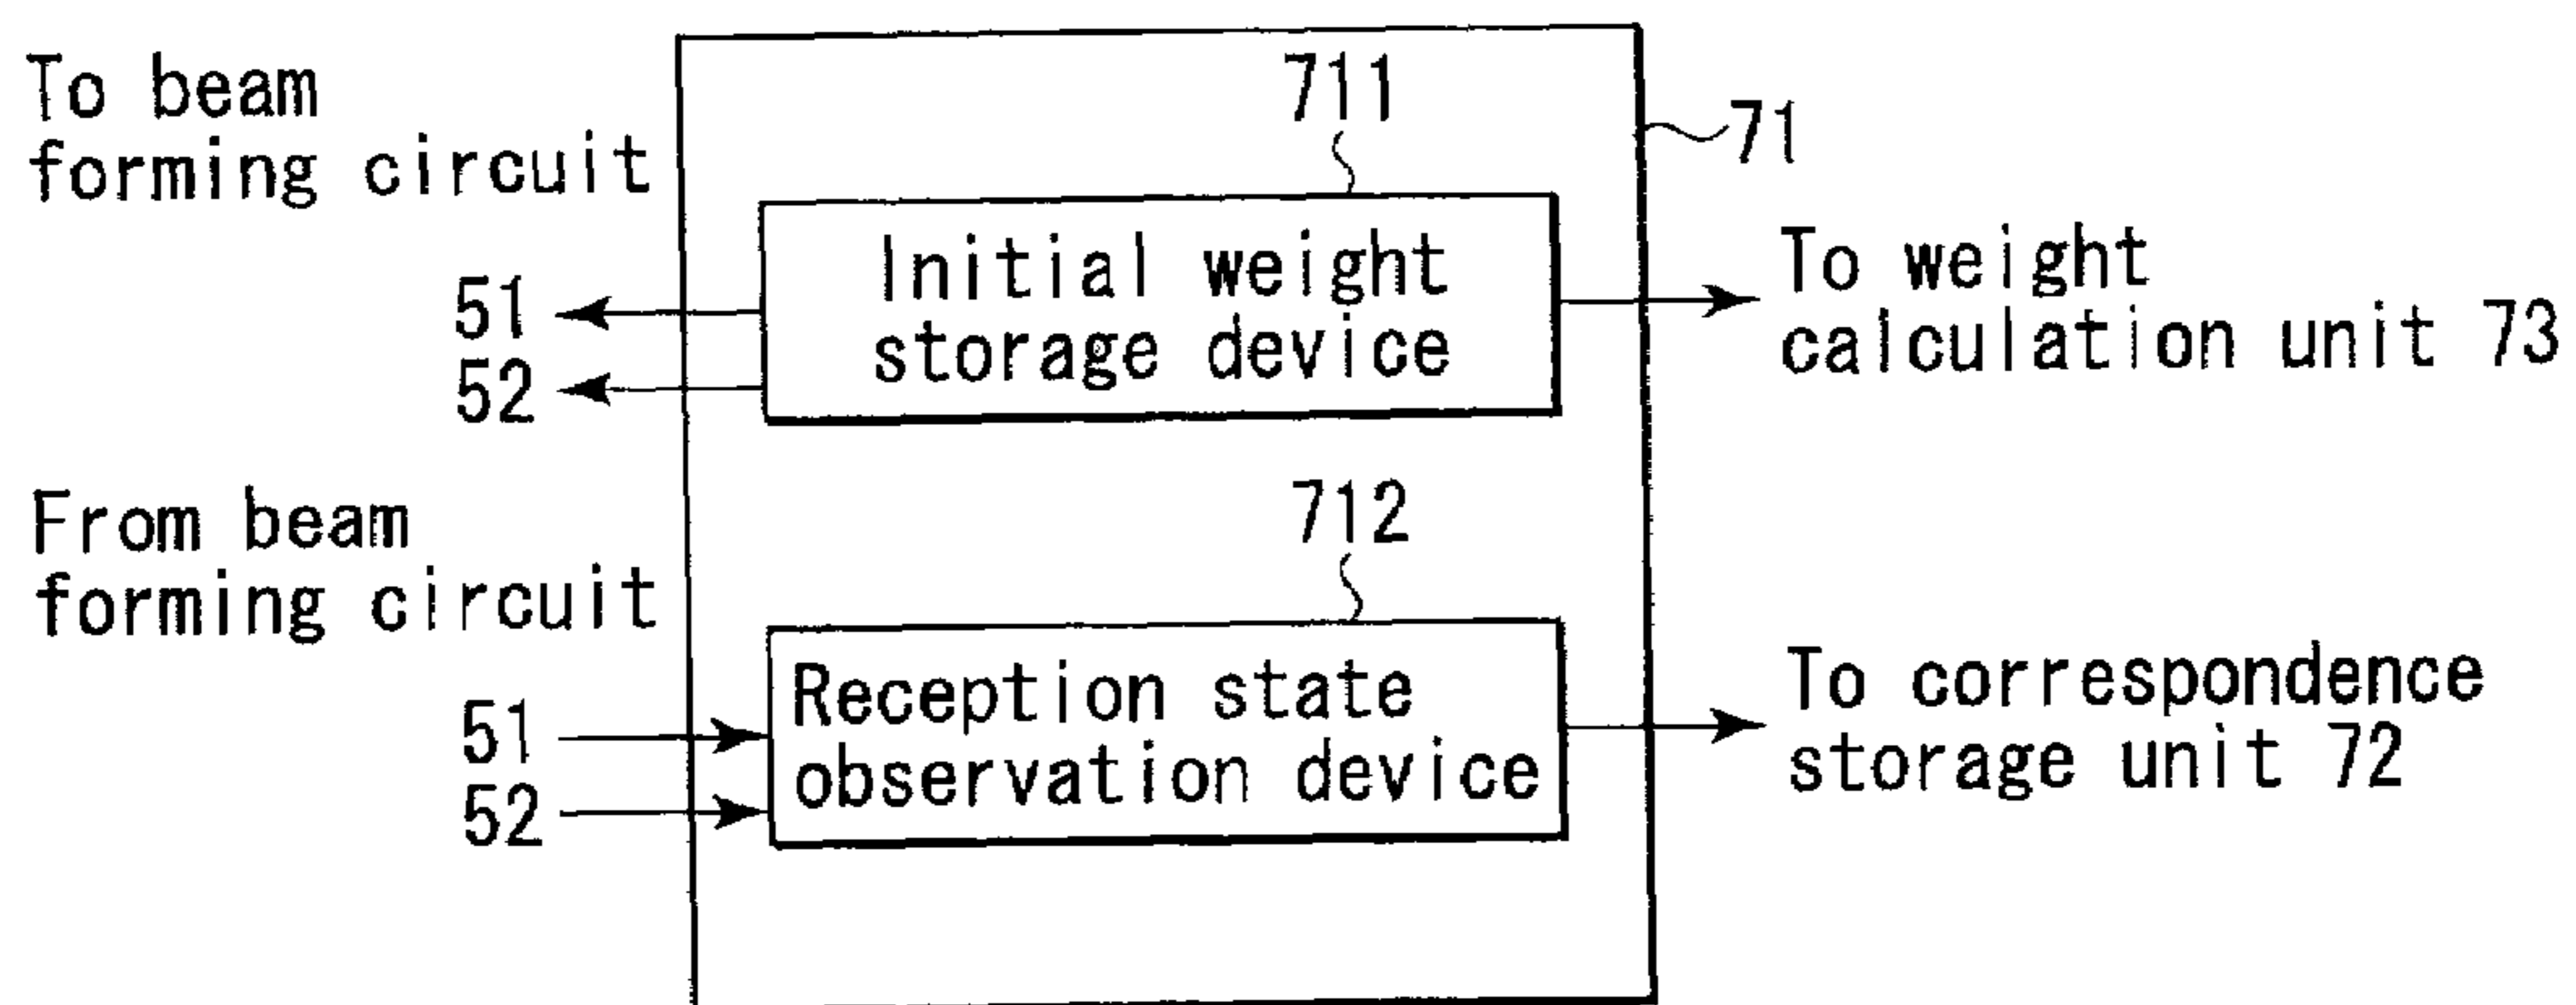 To beam
forming circuit
711
71
Initial weight
storage device
51
52
To weight
calculation unit 73
From beam
forming circuit
712
Reception state
observation device
51
52
To correspondence
storage unit 72